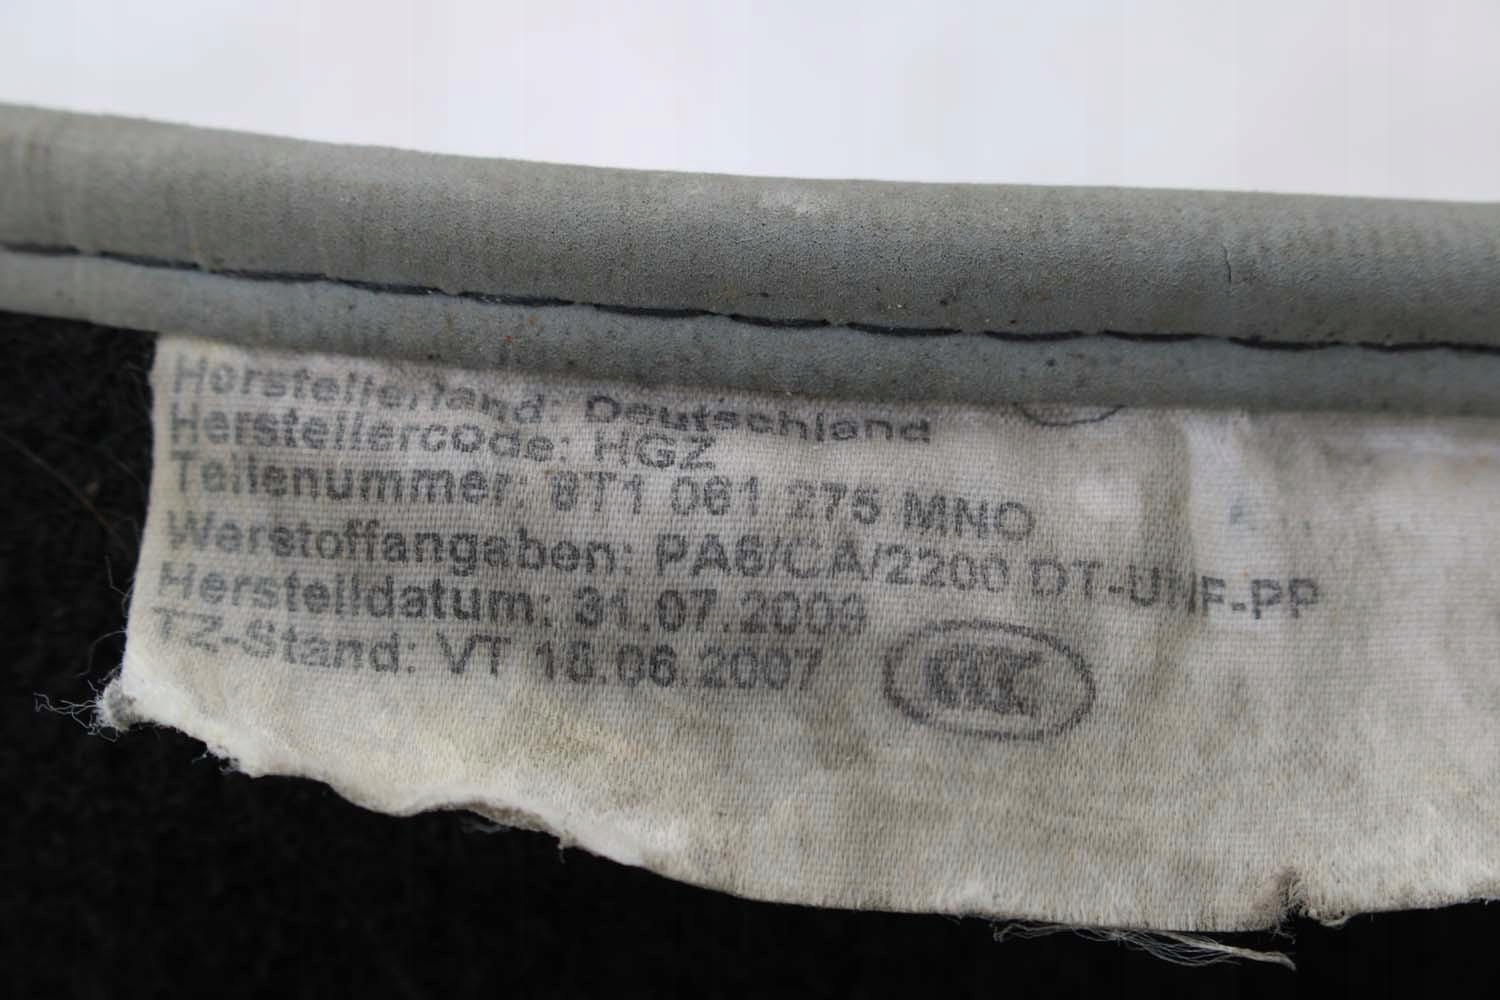 Herstellerland: Deutschland
Herstellercode: HGZ
Teilenummer: 8T1 061 275 MNO
Werstoffangaben: PA6/CA/2200 DT-UNF-PP
Herstelldatum: 31.07.2009
TZ-Stand: VT 18.06.2007